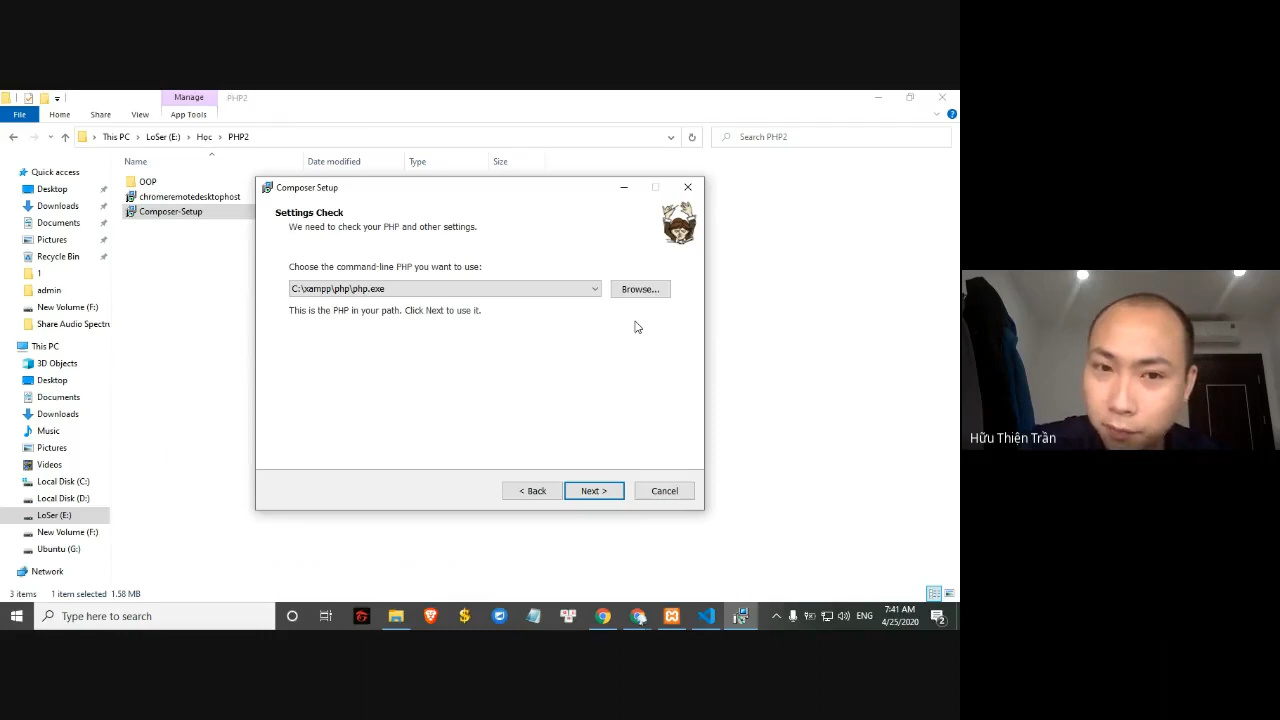 Manage
PHP2
File
Home
Share
View
App Tools
This PC
LoSer (E:)
Học
PHP2
Search PHP2
Name
Date modified
Type
Size
Quick access
Desktop
Downloads
Documents
Pictures
Recycle Bin
1
admin
New Volume (F:)
Share Audio Spectru
This PC
3D Objects
Desktop
Documents
Downloads
Music
Pictures
Videos
Local Disk (C:)
Local Disk (D:)
LoSer (E:)
New Volume (F:)
Ubuntu (G:)
Network
OOP
chromeremotedesktophost
Composer-Setup
Composer Setup
Settings Check
We need to check your PHP and other settings.
Choose the command-line PHP you want to use:
C:\xampp\php\php.exe
Browse...
This is the PHP in your path. Click Next to use it.
< Back
Next >
Cancel
3 items
1 item selected 1.58 MB
Type here to search
ENG
7:41 AM
4/25/2020
2
Hữu Thiện Trần